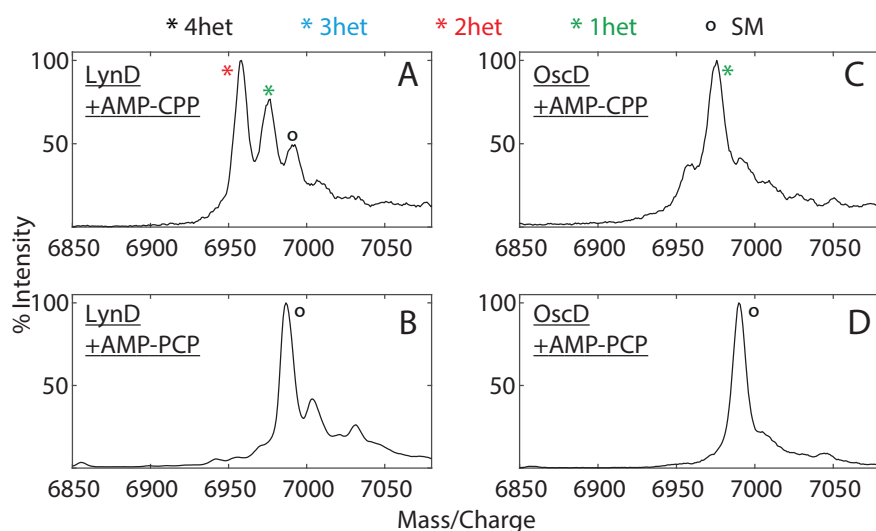 * 4het * 3het * 2het * 1het o SM
LynD
+AMP-CPP
A
100
50
6850 6900 6950 7000 7050
OscD
+AMP-CPP
C
100
50
6850 6900 6950 7000 7050
% Intensity
LynD
+AMP-PCP
B
100
50
6850 6900 6950 7000 7050
OscD
+AMP-PCP
D
100
50
6850 6900 6950 7000 7050
Mass/Charge